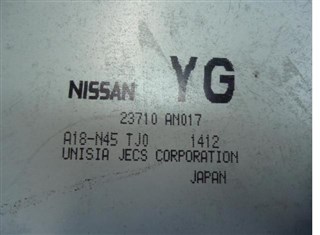 NISSAN YG
23710 AN017
A18-N45 TJ0 1412
UNISIA JECS CORPORATION
JAPAN